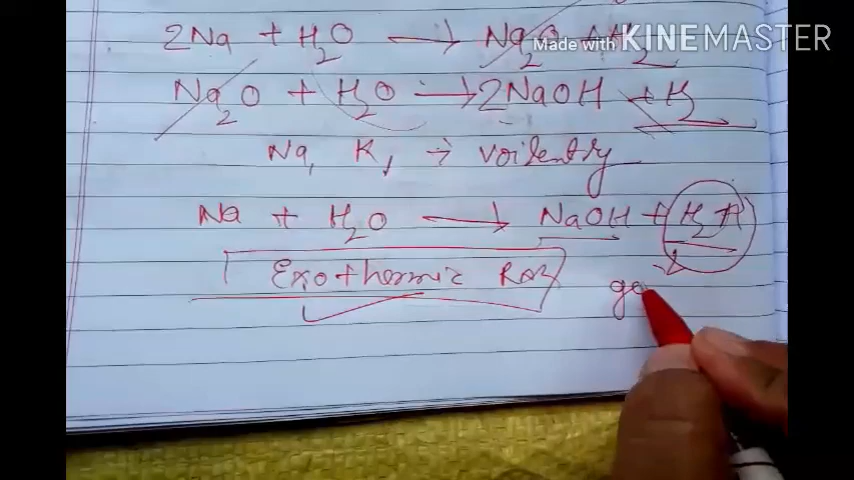 2Na + H2O → Na2O + H2
Made with KINEMASTER
Na2O + H2O → 2NaOH + H2
Na, K, → voilently
Na + H2O → NaOH + H2↑
Exothermic Rxn
ga